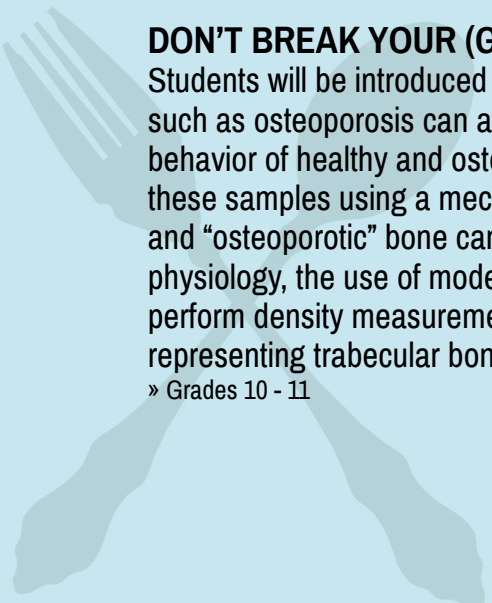 DON’T BREAK YOUR (G
Students will be introduced
such as osteoporosis can a
behavior of healthy and oste
these samples using a mec
and “osteoporotic” bone ca
physiology, the use of mode
perform density measureme
representing trabecular bon
» Grades 10 - 11